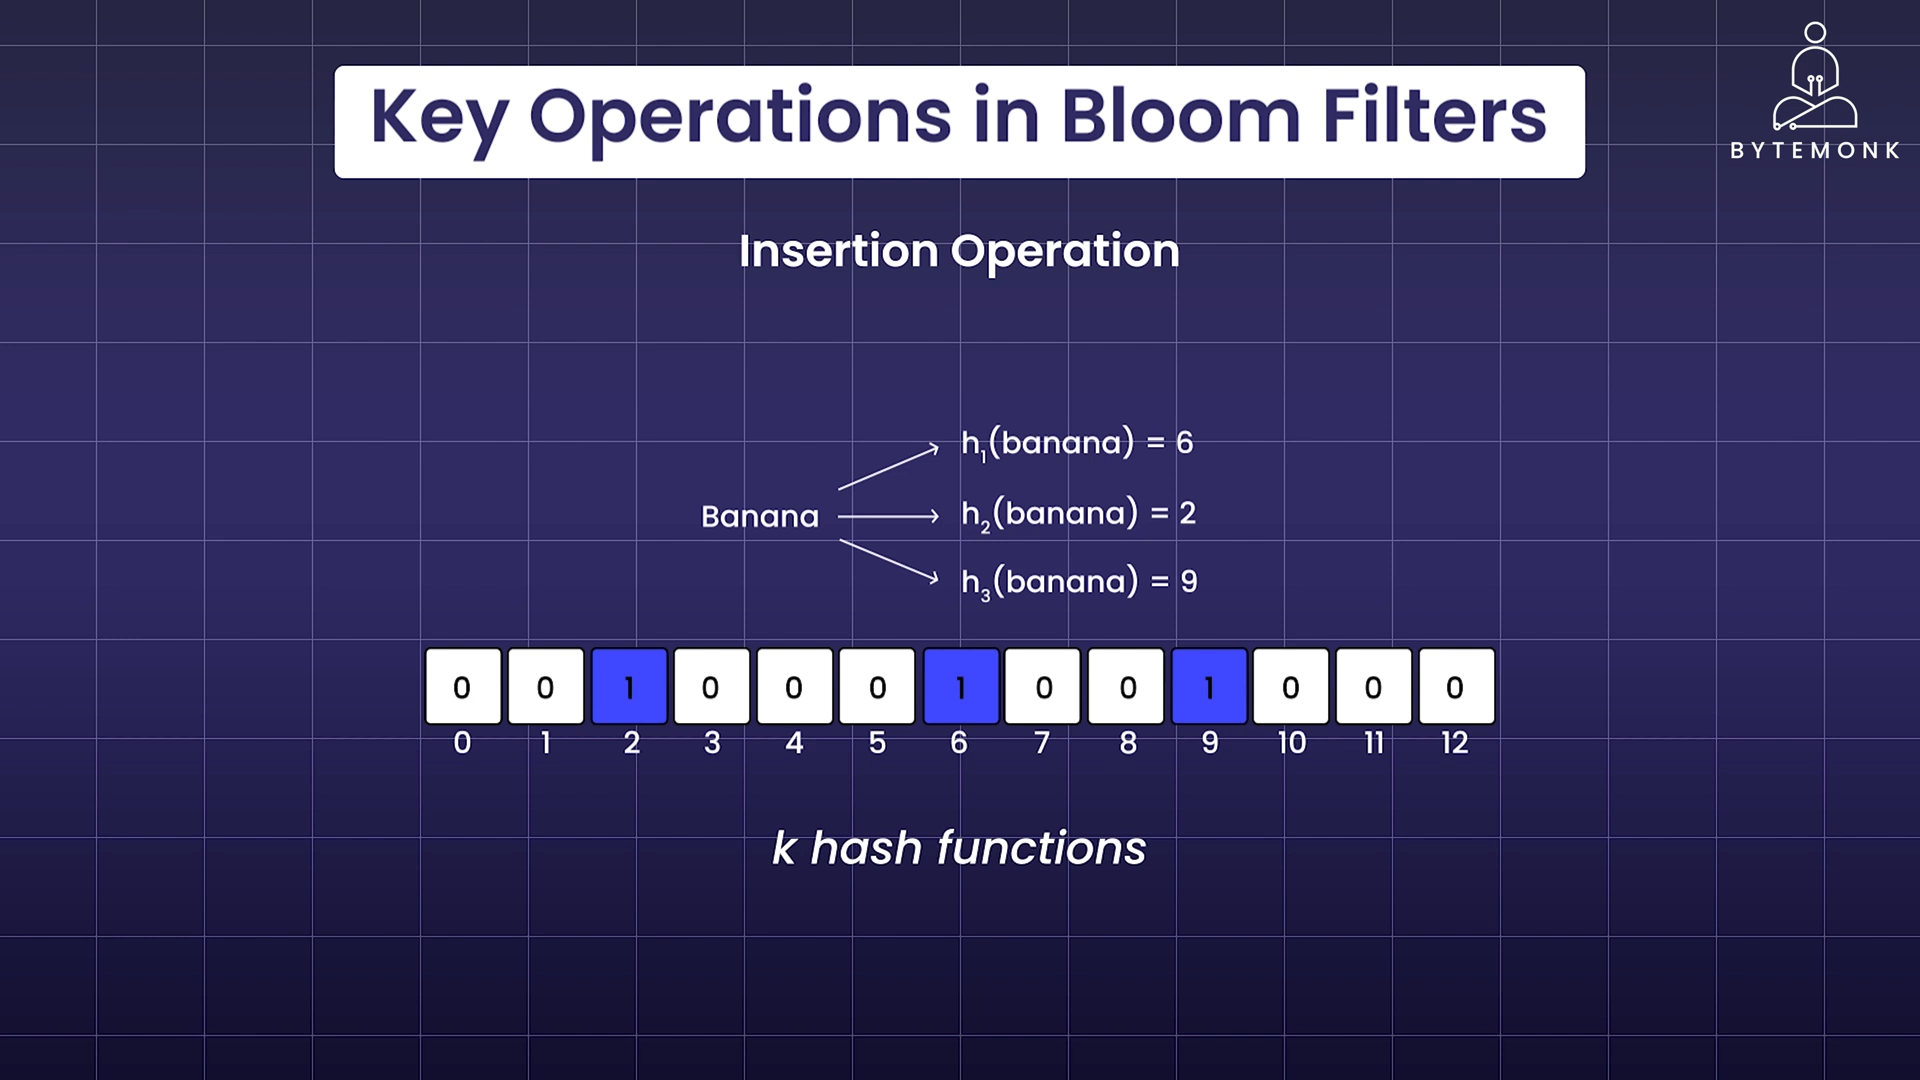 Key Operations in Bloom Filters
BYTEMONK
Insertion Operation
h₁(banana) = 6
Banana
h₂(banana) = 2
h₃(banana) = 9
0 0 1 0 0 0 1 0 0 1 0 0 0
0 1 2 3 4 5 6 7 8 9 10 11 12
k hash functions